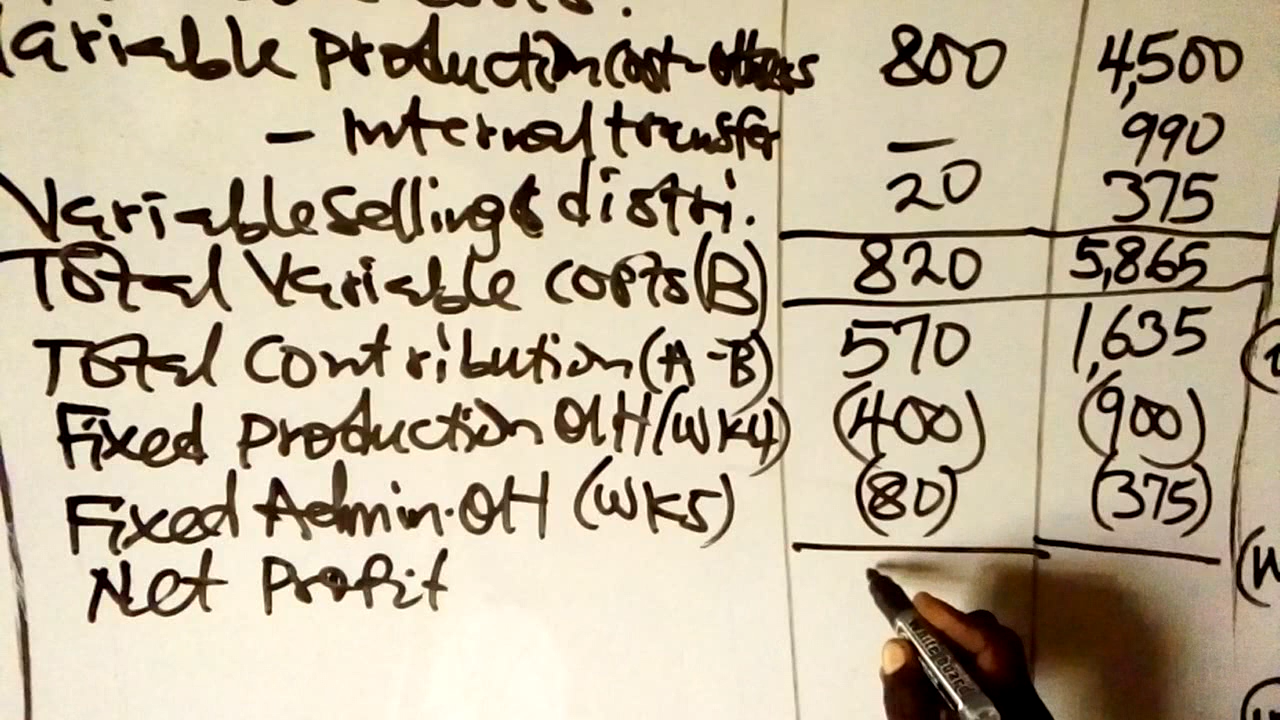 Variable production cost-others 800 4,500
- Internal transfer — 990
Variable selling & distri. 20 375
Total Variable costs (B) 820 5,865
Total Contribution (A-B) 570 1,635
Fixed production OH (WK4) (400) (900)
Fixed Admin. OH (WK5) (80) (375)
Net Profit